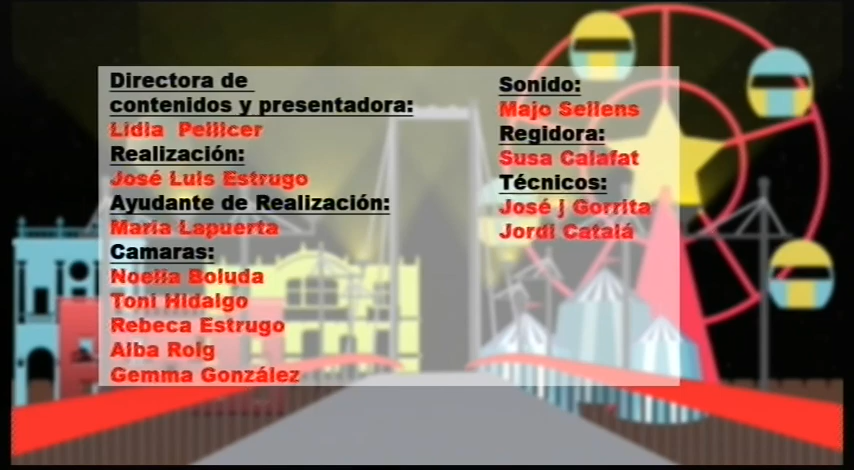 Directora de
contenidos y presentadora:
Lidia Pellicer
Realización:
José Luis Estrugo
Ayudante de Realización:
María Lapuerta
Camaras:
Noelia Boluda
Toni Hidalgo
Rebeca Estrugo
Alba Roig
Gemma González
Sonido:
Majo Sellens
Regidora:
Susa Calafat
Técnicos:
José j Gorrita
Jordi Catalá